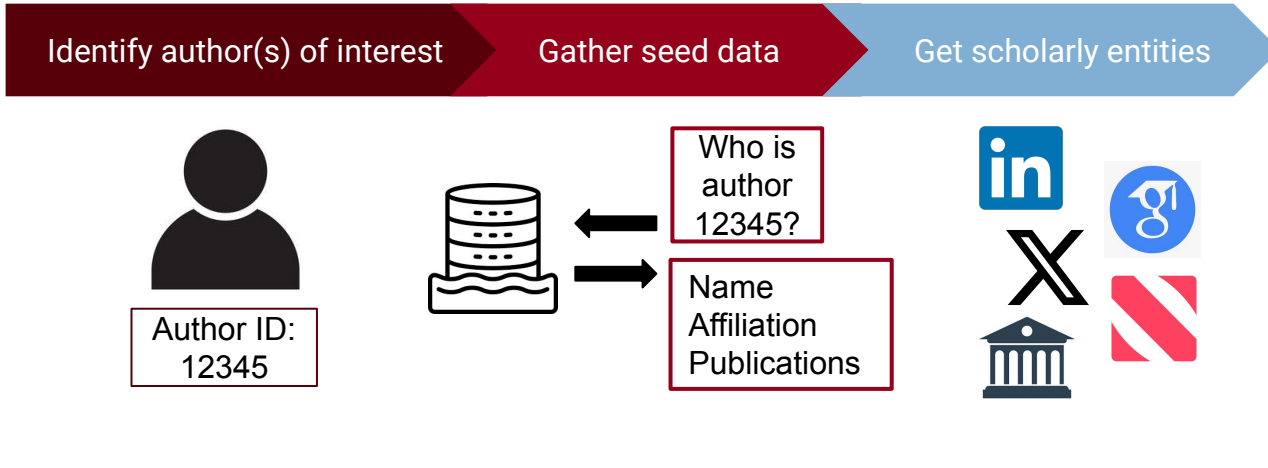 Identify author(s) of interest
Gather seed data
Get scholarly entities
Author ID:
12345
Who is
author
12345?
Name
Affiliation
Publications
in
g
X